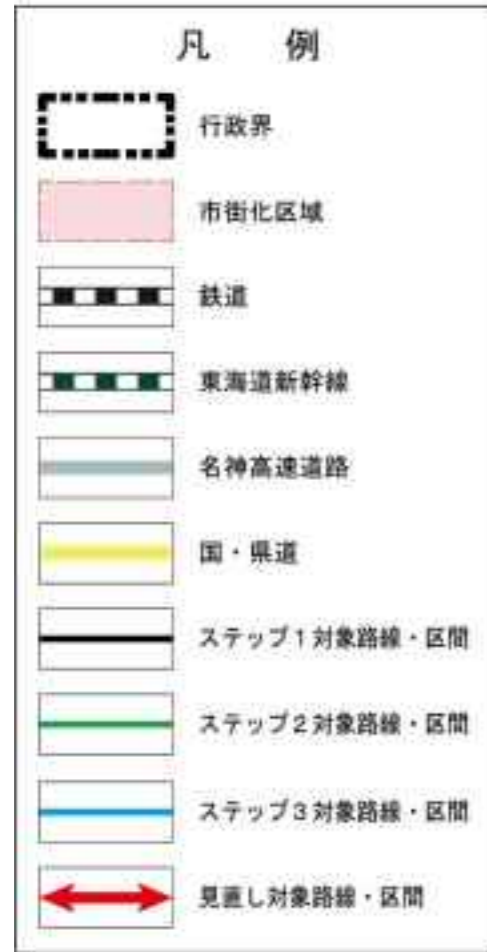 凡 例
行政界
市街化区域
鉄道
東海道新幹線
名神高速道路
国・県道
ステップ1対象路線・区間
ステップ2対象路線・区間
ステップ3対象路線・区間
見直し対象路線・区間